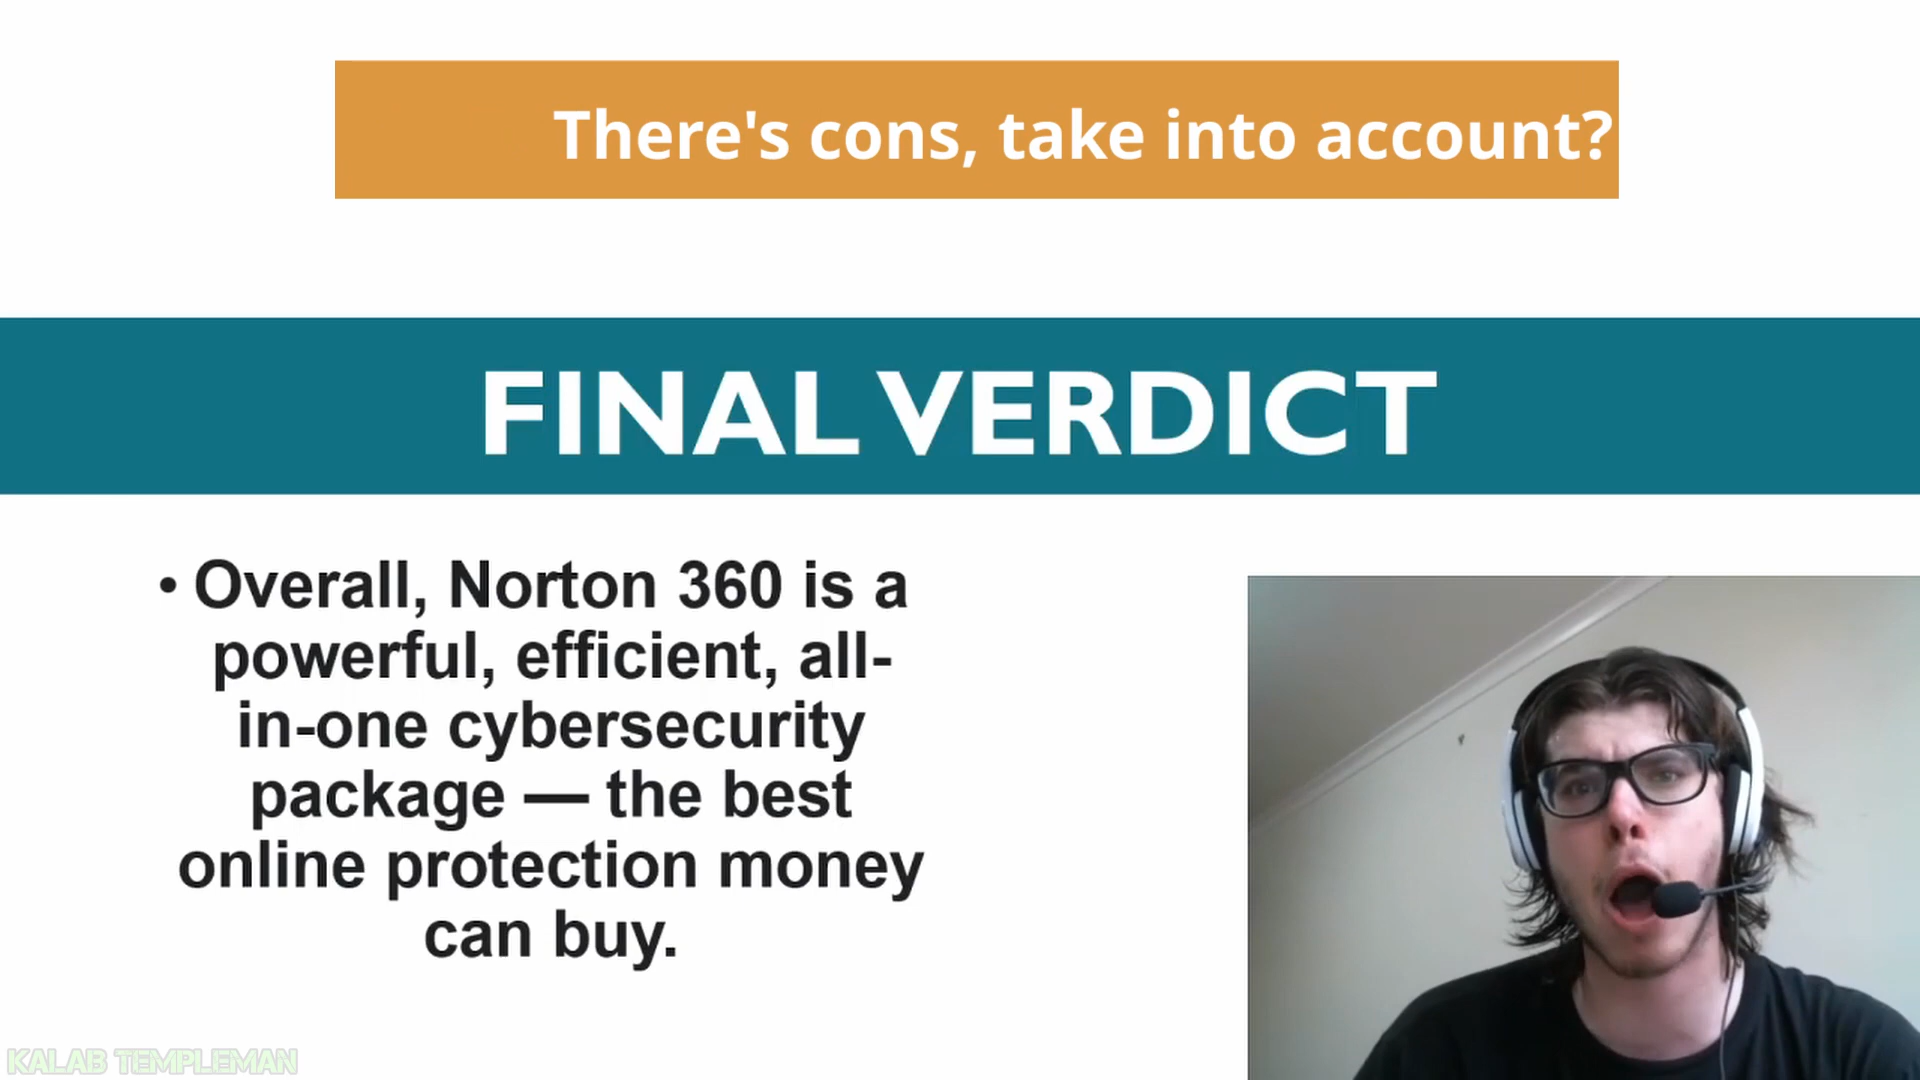 There's cons, take into account?
FINAL VERDICT
• Overall, Norton 360 is a
powerful, efficient, all-
in-one cybersecurity
package — the best
online protection money
can buy.
KALAB TEMPLEMAN